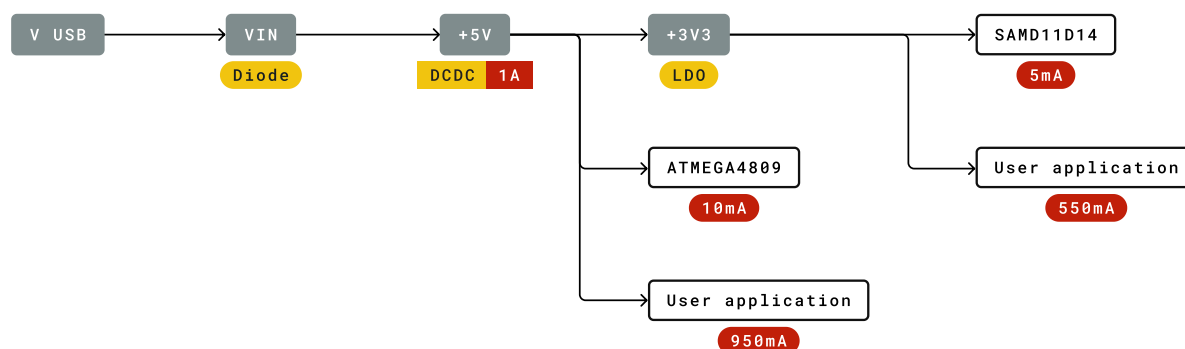 V USB
VIN
+5V
+3V3
SAMD11D14
Diode
DCDC 1A
LDO
5mA
ATMEGA4809
User application
10mA
550mA
User application
950mA